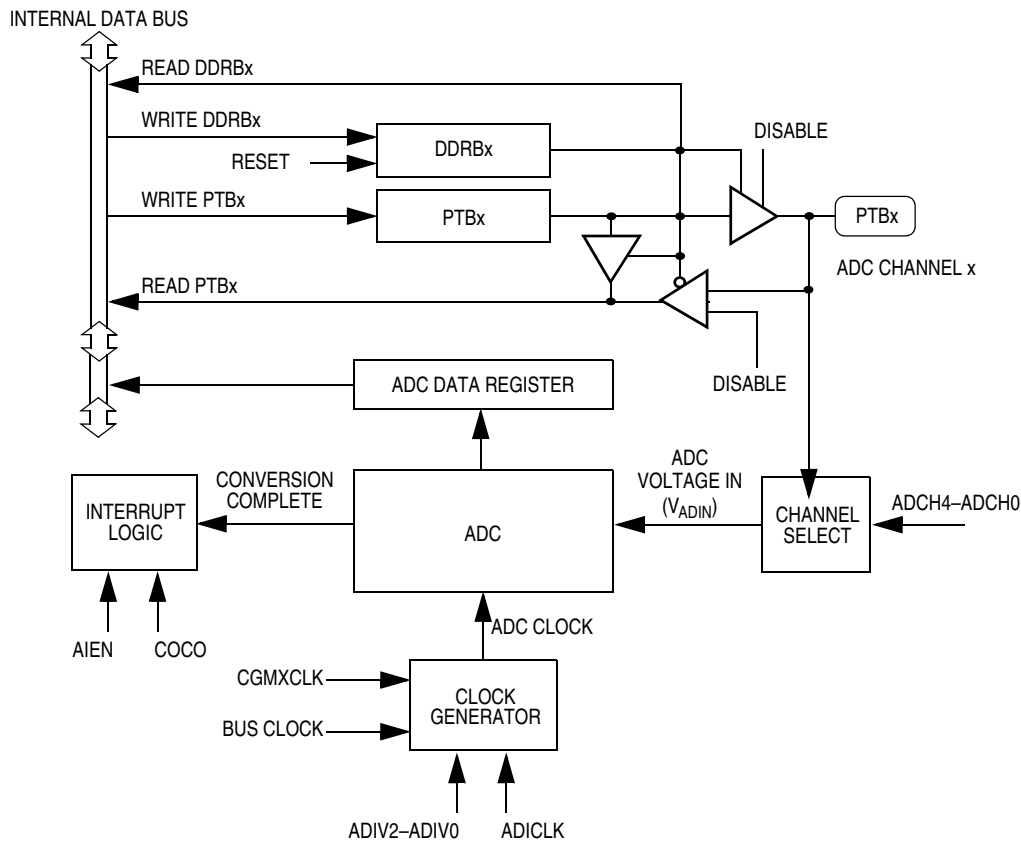 INTERNAL DATA BUS
READ DDRBx
WRITE DDRBx
RESET
DDRBx
DISABLE
WRITE PTBx
PTBx
PTBx
ADC CHANNEL x
READ PTBx
DISABLE
ADC DATA REGISTER
INTERRUPT
LOGIC
CONVERSION
COMPLETE
ADC
ADC
VOLTAGE IN
(VADIN)
CHANNEL
SELECT
ADCH4–ADCH0
AIEN
COCO
ADC CLOCK
CGMXCLK
BUS CLOCK
CLOCK
GENERATOR
ADIV2–ADIV0
ADICLK